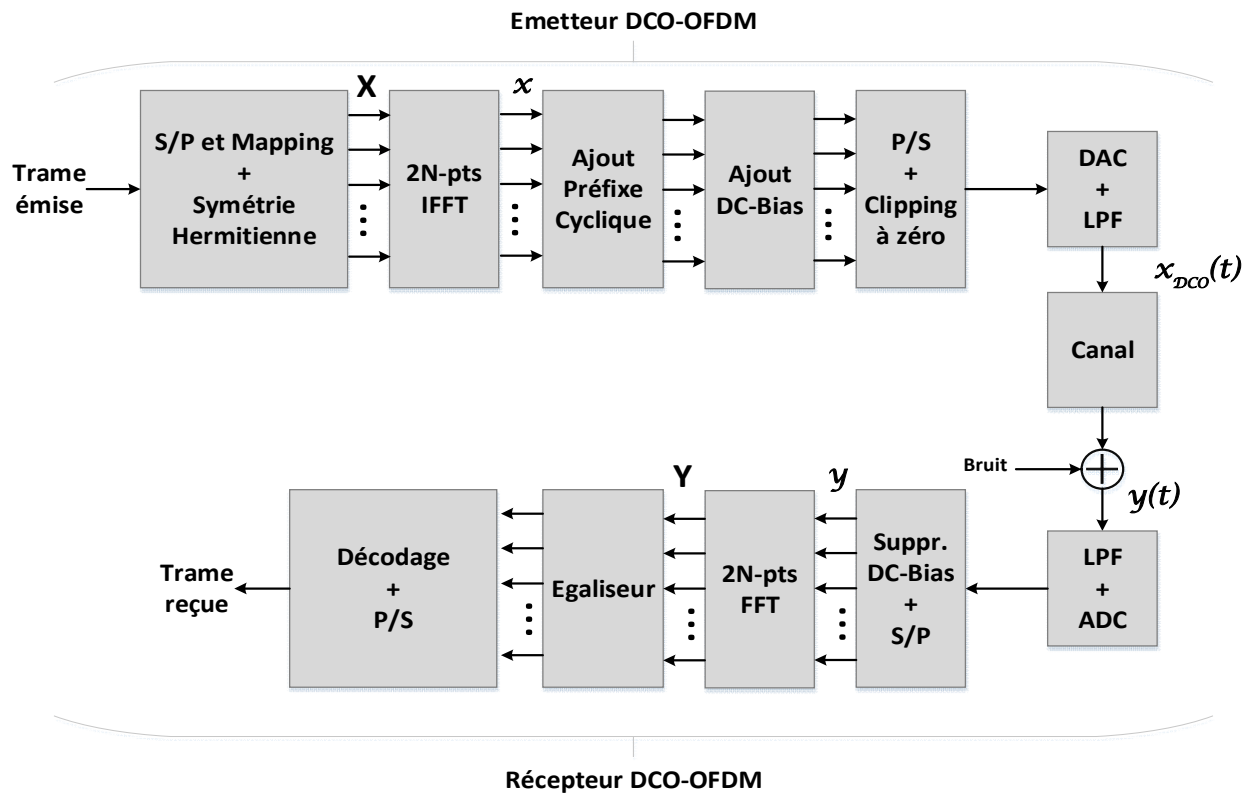 Emetteur DCO-OFDM
X
x
S/P et Mapping
+
Symétrie
Hermitienne
2N-pts
IFFT
Ajout
Préfixe
Cyclique
Ajout
DC-Bias
P/S
+
Clipping
à zéro
DAC
+
LPF
Trame
émise
x_DCO(t)
Canal
Bruit
+
y(t)
Y
y
Trame
reçue
Décodage
+
P/S
Egaliseur
2N-pts
FFT
Suppr.
DC-Bias
+
S/P
LPF
+
ADC
Récepteur DCO-OFDM